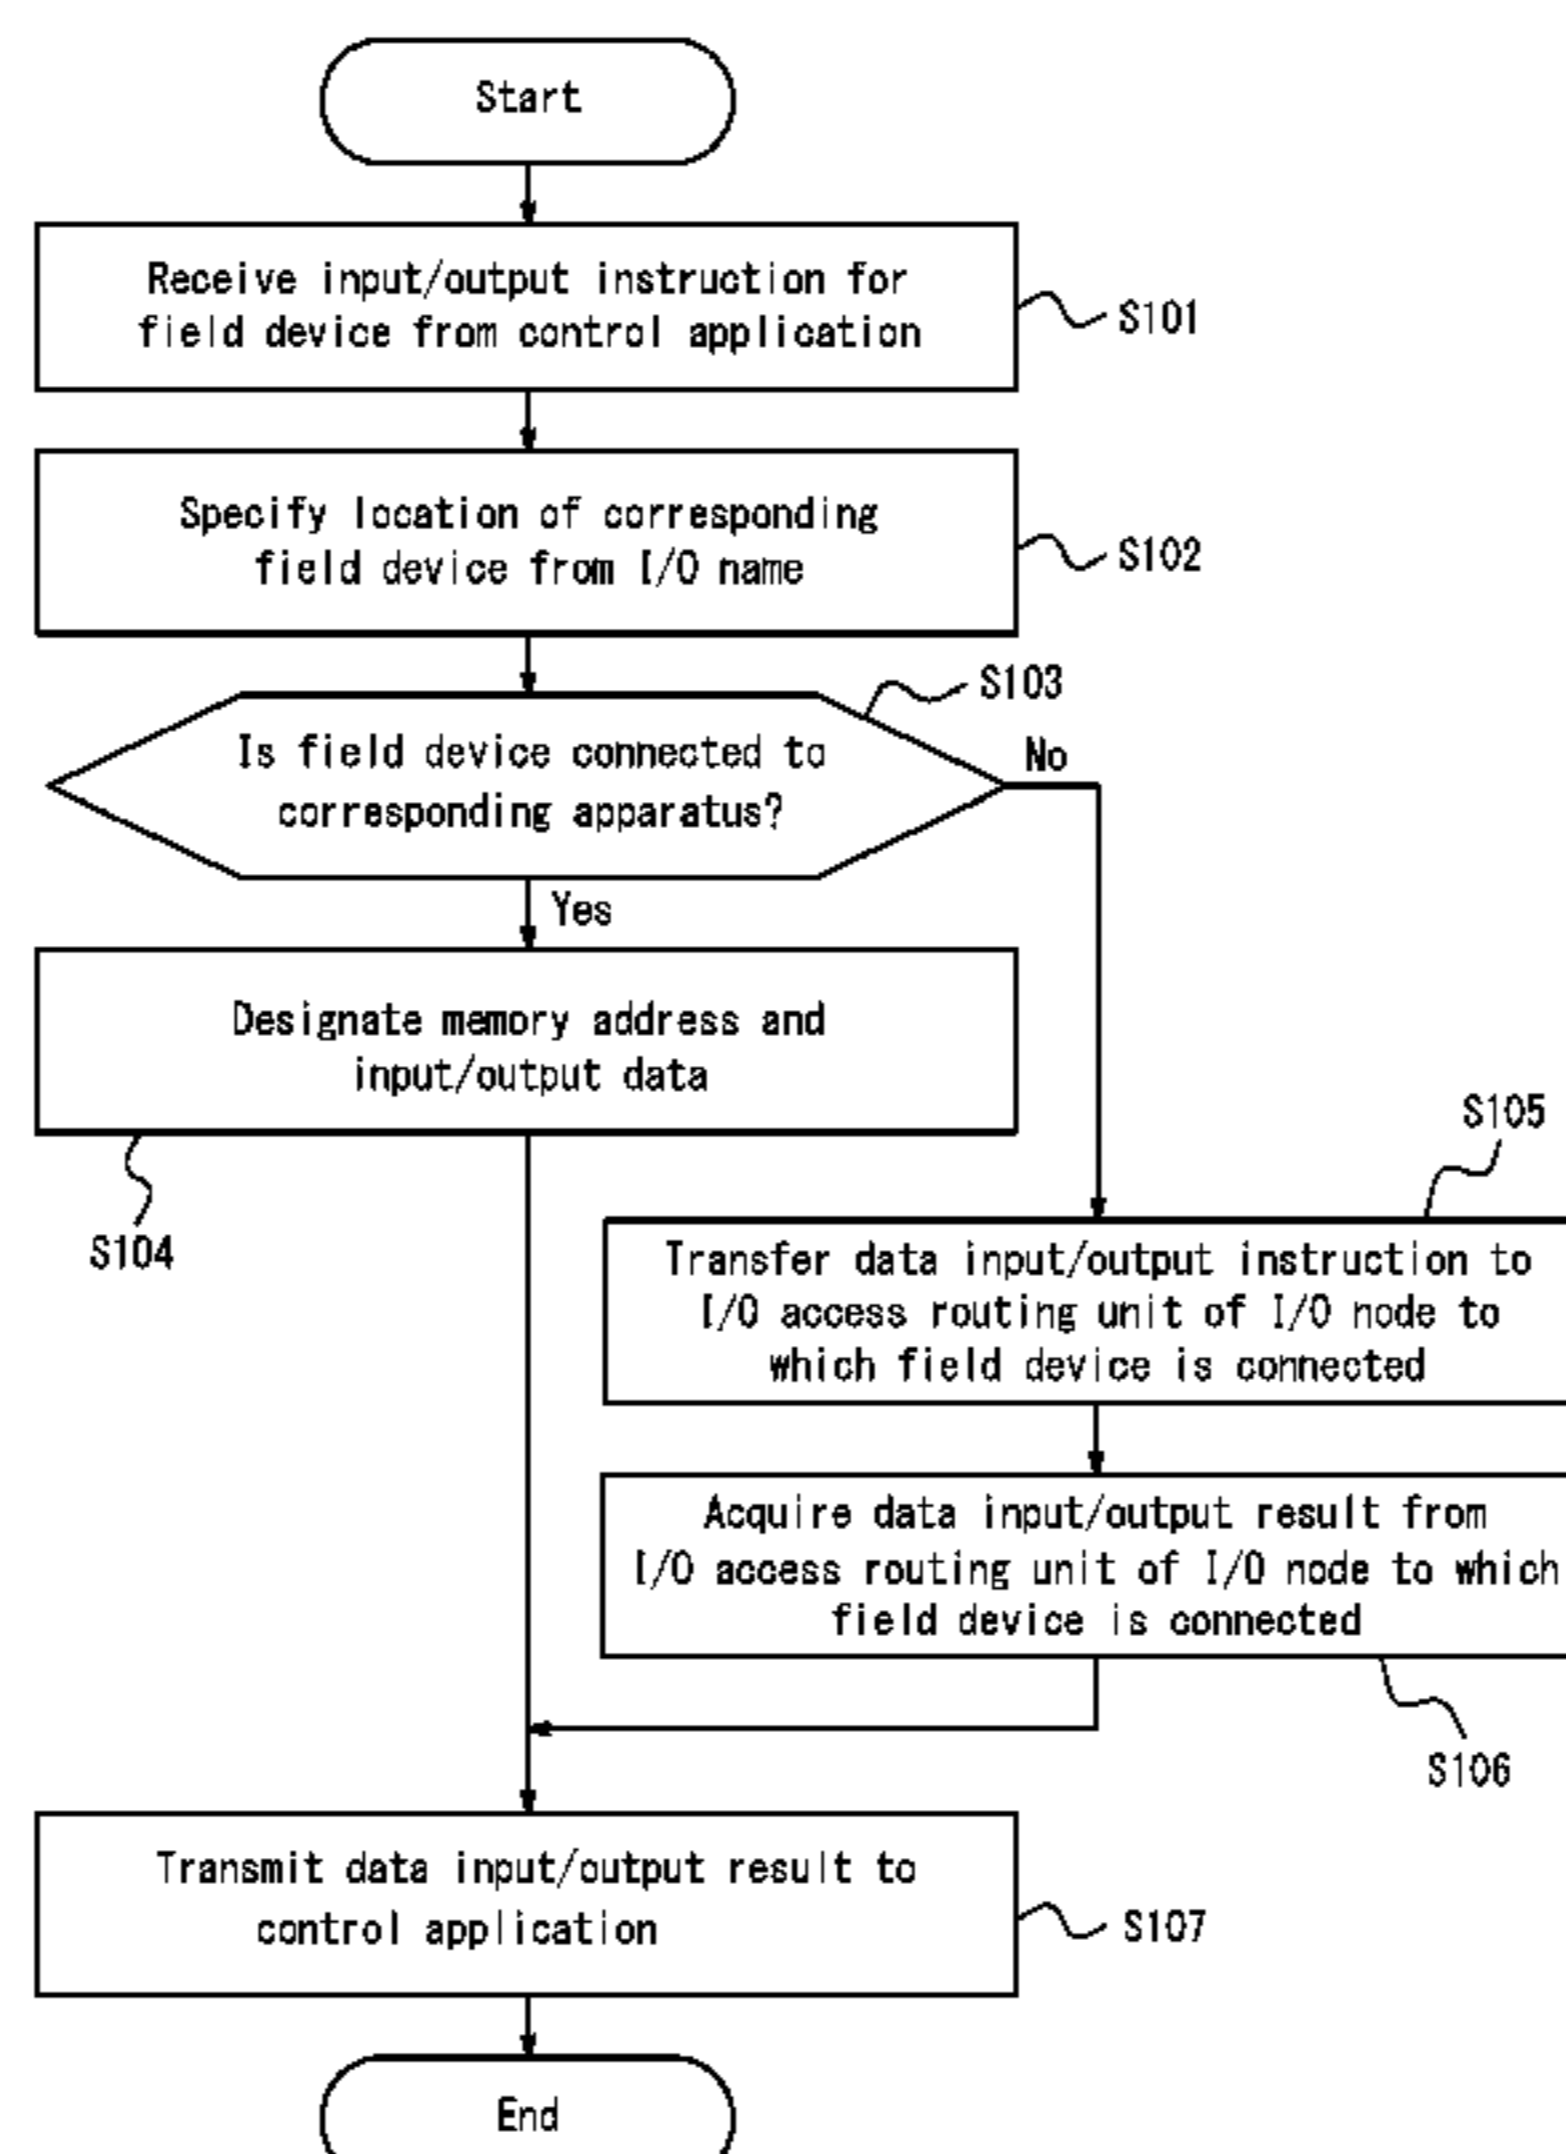 Start
Receive input/output instruction for
field device from control application
S101
Specify location of corresponding
field device from I/O name
S102
S103
Is field device connected to
corresponding apparatus?
No
Yes
Designate memory address and
input/output data
S104
S105
Transfer data input/output instruction to
I/O access routing unit of I/O node to
which field device is connected
Acquire data input/output result from
I/O access routing unit of I/O node to which
field device is connected
S106
Transmit data input/output result to
control application
S107
End